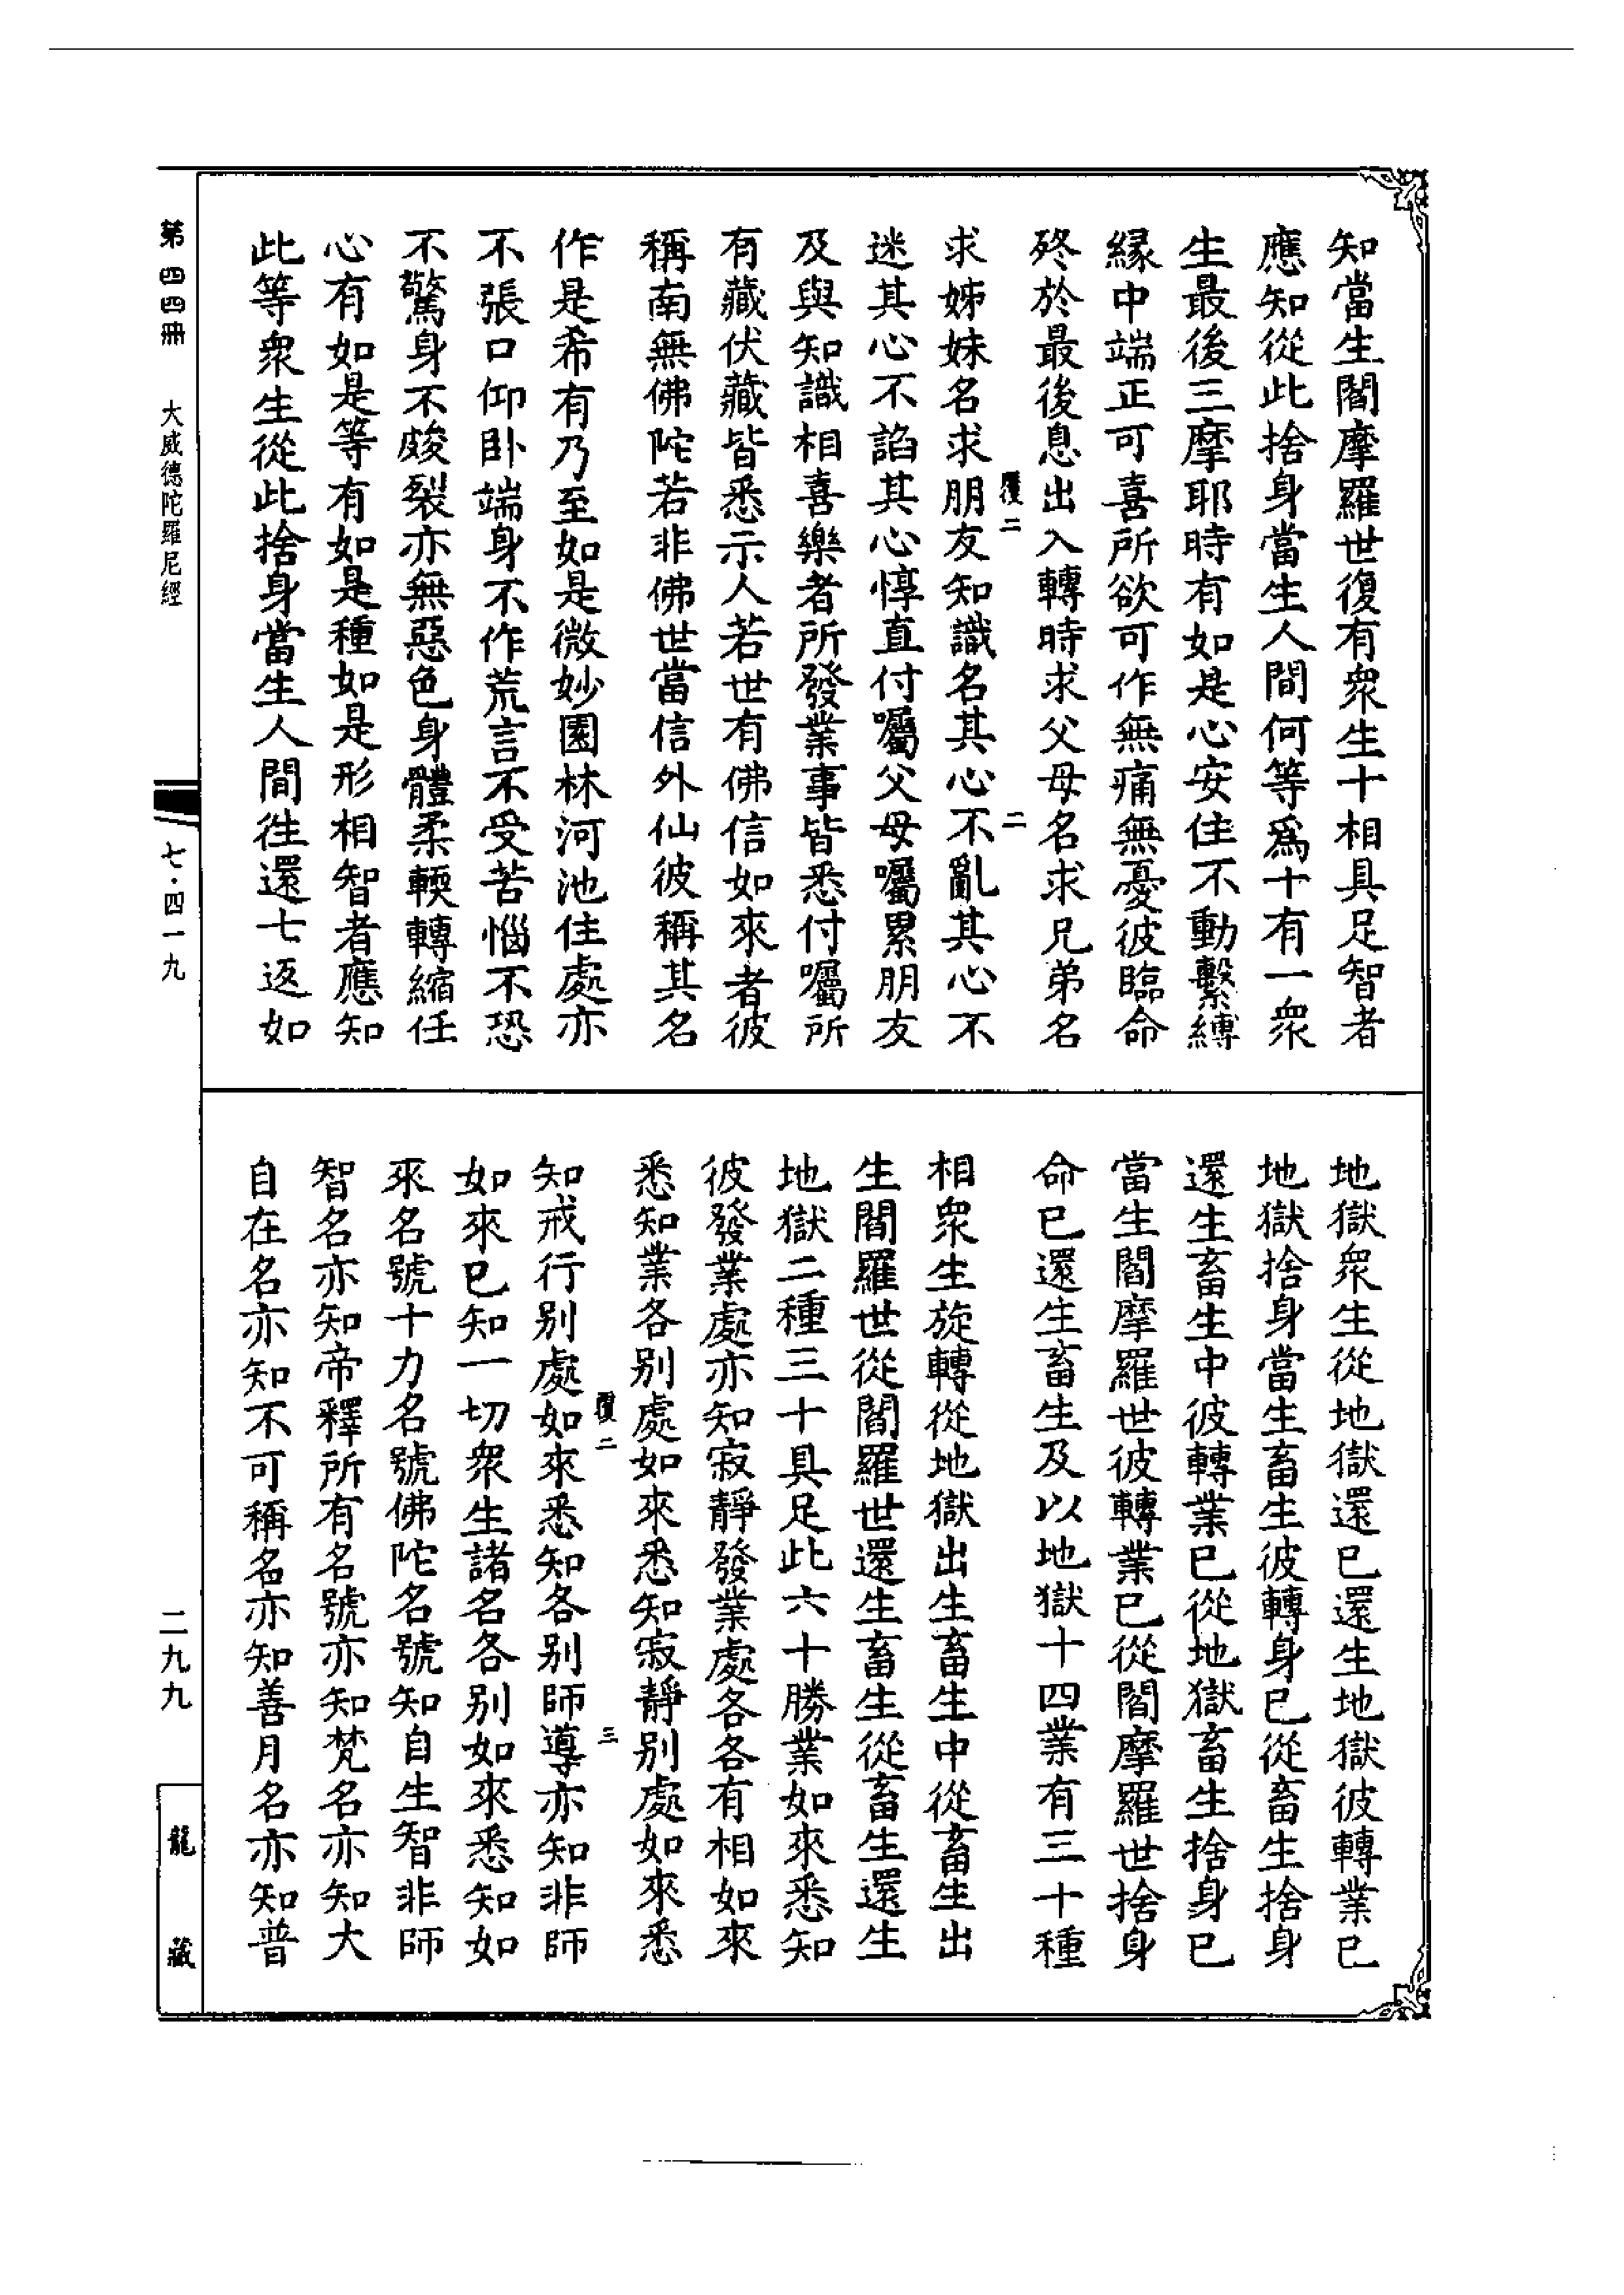 知當生閻摩羅世復有衆生十相具足智者
應知從此捨身當生人間何等爲十有一衆
生最後三摩耶時有如是心安住不動繫縛
緣中端正可喜所欲可作無痛無憂彼臨命
終於最後息出入轉時求父母名求兄弟名
求姊妹名求朋友知識名其心不亂其心不
迷其心不諂其心惇直付囑父母囑累朋友
及與知識相喜樂者所發業事皆悉付囑所
有藏伏藏皆悉示人若世有佛信如來者彼
稱南無佛陀若非佛世當信外仙彼稱其名
作是希有乃至如是微妙園林河池住處亦
不張口仰卧端身不作荒言不受苦惱不恐
不驚身不皴裂亦無惡色身體柔輭轉縮任
心有如是等有如是種如是形相智者應知
此等衆生從此捨身當生人間徃還七返如
地獄衆生從地獄還已還生地獄彼轉業已
地獄捨身當生畜生彼轉身已從畜生捨身
還生畜生中彼轉業已從地獄畜生捨身已
當生閻摩羅世彼轉業已從閻摩羅世捨身
命已還生畜生及以地獄十四業有三十種
相衆生旋轉從地獄出生畜生中從畜生出
生閻羅世從閻羅世還生畜生從畜生還生
地獄二種三十具足此六十勝業如來悉知
彼發業處亦知寂靜發業處各各有相如來
悉知業各别處如來悉知寂靜别處如來悉
知戒行别處如來悉知各别師導亦知非師
如來已知一切衆生諸名各别如來悉知如
來名號十力名號佛陀名號知自生智非師
智名亦知帝釋所有名號亦知梵名亦知大
自在名亦知不可稱名亦知善月名亦知普
覆二
二
覆二
三
第四四冊
大威德陀羅尼經
七·四一九
二九九
龍藏